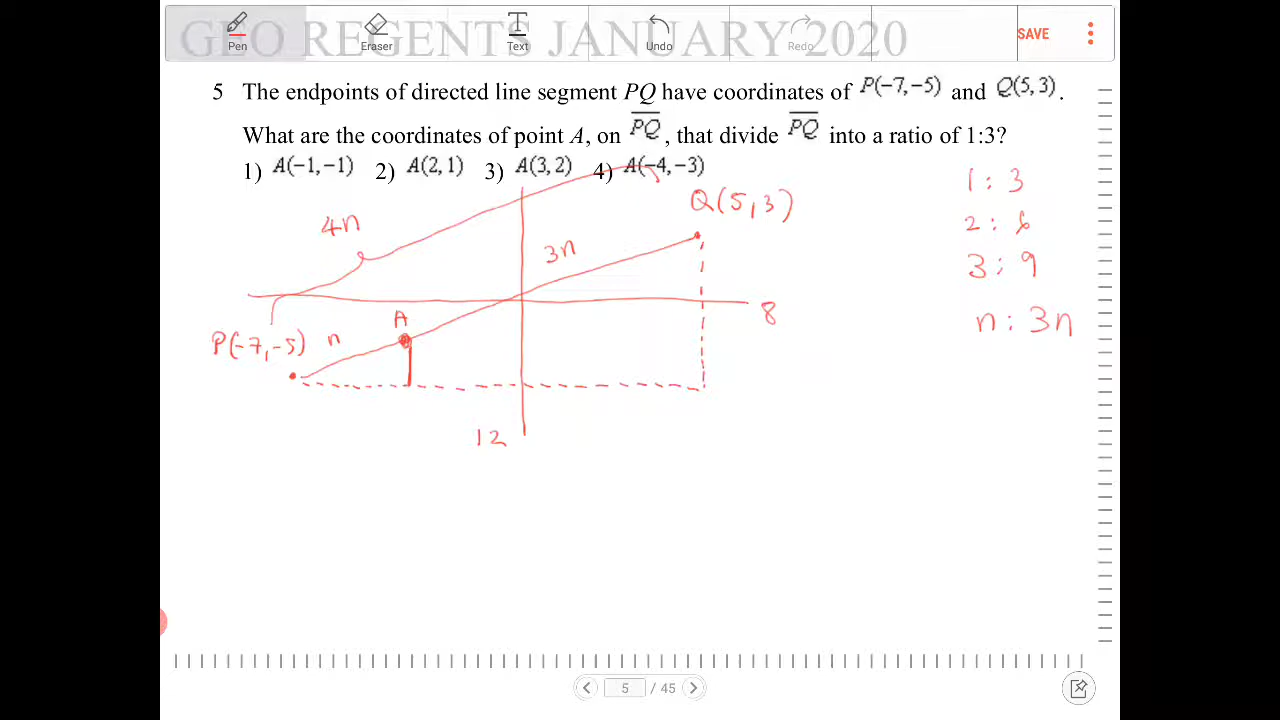 GEO REGENTS JANUARY 2020
Pen Eraser Text Undo Redo SAVE
5 The endpoints of directed line segment PQ have coordinates of P(−7,−5) and Q(5,3).
What are the coordinates of point A, on PQ, that divide PQ into a ratio of 1:3?
1) A(−1,−1) 2) A(2,1) 3) A(3,2) 4) A(−4,−3)
1:3
Q(5,3)
4n
2:6
3n
3:9
8
A
n:3n
P(-7,-5) n
12
5 / 45